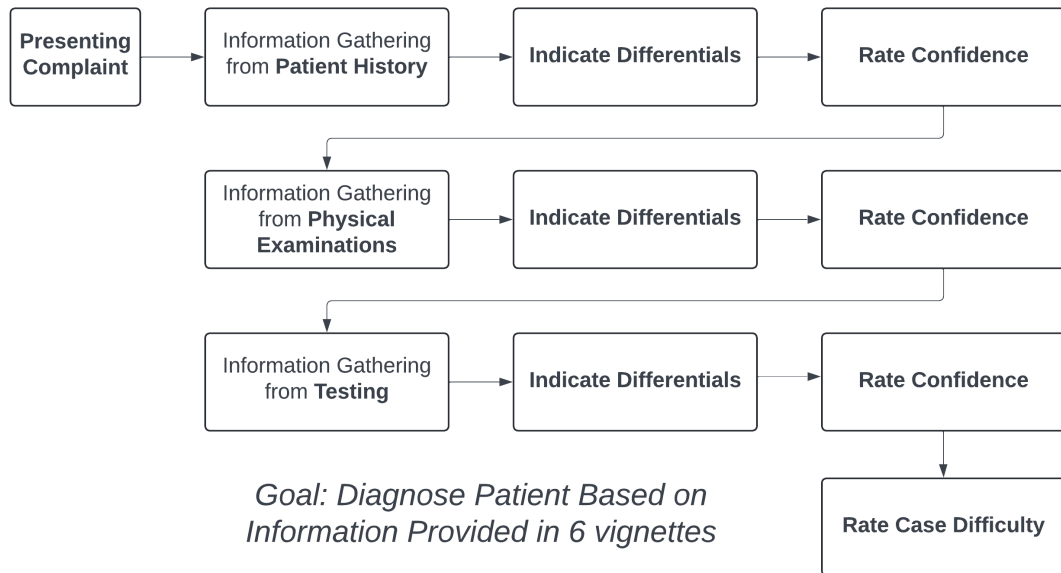 Presenting
Complaint
Information Gathering
from Patient History
Indicate Differentials
Rate Confidence
Information Gathering
from Physical
Examinations
Indicate Differentials
Rate Confidence
Information Gathering
from Testing
Indicate Differentials
Rate Confidence
Goal: Diagnose Patient Based on
Information Provided in 6 vignettes
Rate Case Difficulty